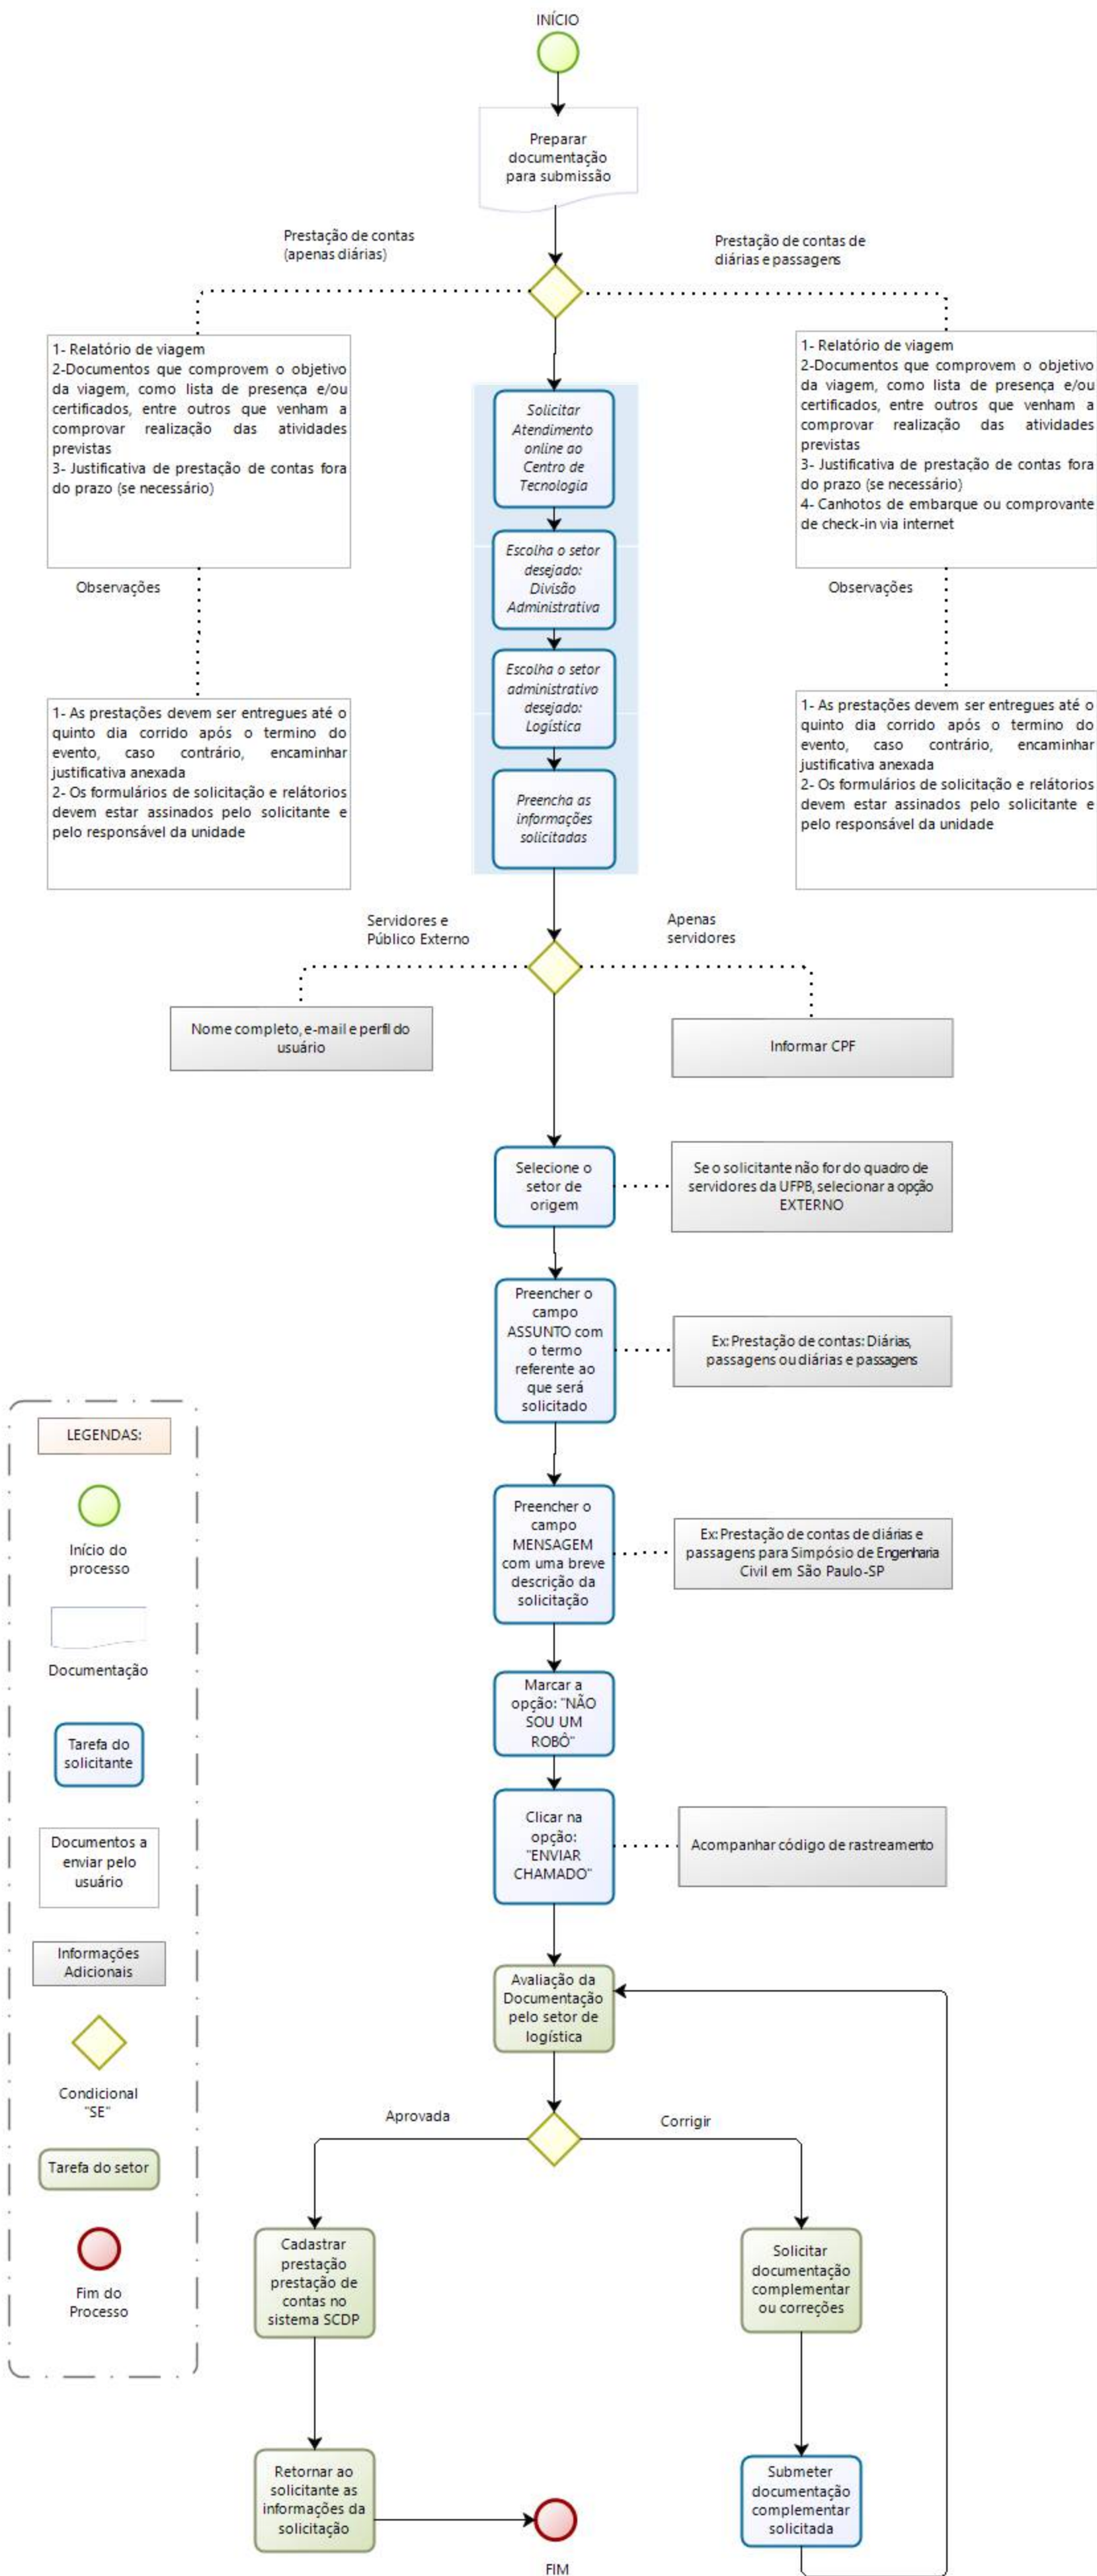 INÍCIO
Preparar
documentação
para submissão
Prestação de contas
(apenas diárias)
Prestação de contas de
diárias e passagens
1- Relatório de viagem
2-Documentos que comprovem o objetivo
da viagem, como lista de presença e/ou
certificados, entre outros que venham a
comprovar realização das atividades
previstas
3- Justificativa de prestação de contas fora
do prazo (se necessário)
1- Relatório de viagem
2-Documentos que comprovem o objetivo
da viagem, como lista de presença e/ou
certificados, entre outros que venham a
comprovar realização das atividades
previstas
3- Justificativa de prestação de contas fora
do prazo (se necessário)
4- Canhotos de embarque ou comprovante
de check-in via internet
Solicitar
Atendimento
online ao
Centro de
Tecnologia
Escolha o setor
desejado:
Divisão
Administrativa
Observações
Observações
Escolha o setor
administrativo
desejado:
Logística
1- As prestações devem ser entregues até o
quinto dia corrido após o termino do
evento, caso contrário, encaminhar
justificativa anexada
2- Os formulários de solicitação e relátorios
devem estar assinados pelo solicitante e
pelo responsável da unidade
1- As prestações devem ser entregues até o
quinto dia corrido após o termino do
evento, caso contrário, encaminhar
justificativa anexada
2- Os formulários de solicitação e relátorios
devem estar assinados pelo solicitante e
pelo responsável da unidade
Preencha as
informações
solicitadas
Servidores e
Público Externo
Apenas
servidores
Nome completo, e-mail e perfil do
usuário
Informar CPF
Selecione o
setor de
origem
Se o solicitante não for do quadro de
servidores da UFPB, selecionar a opção
EXTERNO
Preencher o
campo
ASSUNTO com
o termo
referente ao
que será
solicitado
Ex: Prestação de contas: Diárias,
passagens ou diárias e passagens
Preencher o
campo
MENSAGEM
com uma breve
descrição da
solicitação
Ex: Prestação de contas de diárias e
passagens para Simpósio de Engenharia
Civil em São Paulo-SP
Marcar a
opção: "NÃO
SOU UM
ROBÔ"
Clicar na
opção:
"ENVIAR
CHAMADO"
Acompanhar código de rastreamento
Avaliação da
Documentação
pelo setor de
logística
Aprovada
Corrigir
Cadastrar
prestação
prestação de
contas no
sistema SCDP
Solicitar
documentação
complementar
ou correções
Retornar ao
solicitante as
informações da
solicitação
Submeter
documentação
complementar
solicitada
FIM
LEGENDAS:
Início do
processo
Documentação
Tarefa do
solicitante
Documentos a
enviar pelo
usuário
Informações
Adicionais
Condicional
"SE"
Tarefa do setor
Fim do
Processo